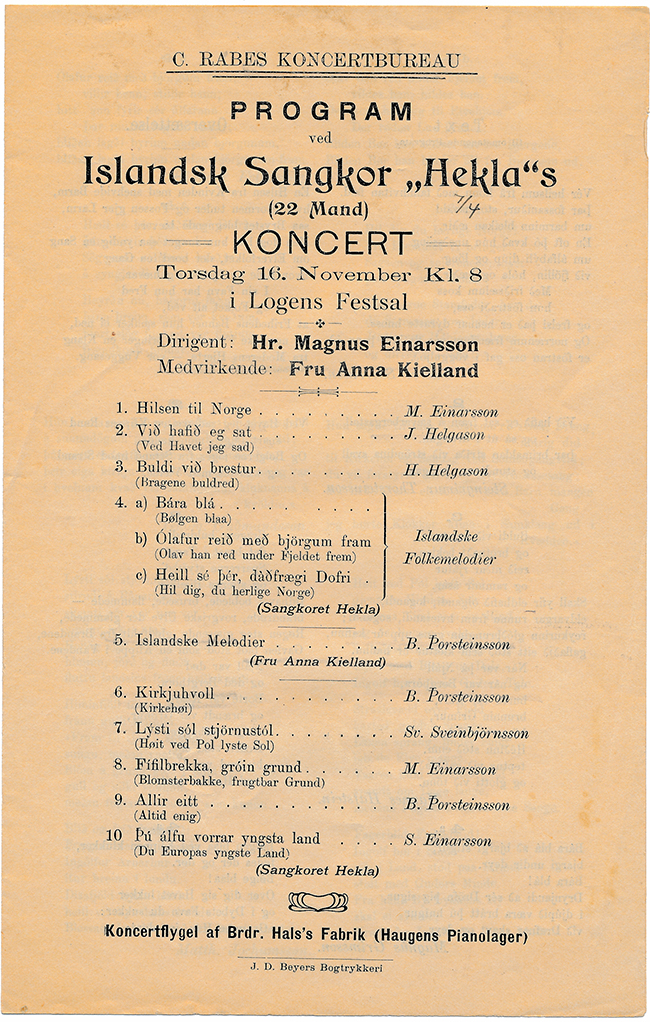 C. RABES KONCERTBUREAU
PROGRAM
ved
Islandsk Sangkor „Hekla“s
(22 Mand)
7/4
KONCERT
Torsdag 16. November Kl. 8
i Logens Festsal
Dirigent: Hr. Magnus Einarsson
Medvirkende: Fru Anna Kielland
1. Hilsen til Norge . . . . . . . . . . M. Einarsson
2. Við hafið eg sat . . . . . . . . . . J. Helgason
(Ved Havet jeg sad)
3. Buldi við brestur. . . . . . . . . . H. Helgason
(Bragene buldred)
4. a) Bára blá . . . . . . .
(Bølgen blaa)
b) Ólafur reið með björgum fram
(Olav han red under Fjeldet frem)
Islandske
Folkemelodier
c) Heill sé þér, dàðfrægi Dofri .
(Hil dig, du herlige Norge)
(Sangkoret Hekla)
5. Islandske Melodier . . . . . . . . B. Þorsteinsson
(Fru Anna Kielland)
6. Kirkjuhvoll . . . . . . . . . . . B. Þorsteinsson
(Kirkehøi)
7. Lýsti sól stjörnustól. . . . . . . . . Sv. Sveinbjörnsson
(Høit ved Pol lyste Sol)
8. Fífilbrekka, gróin grund . . . . . . M. Einarsson
(Blomsterbakke, frugtbar Grund)
9. Allir eitt . . . . . . . . . . . . B. Þorsteinsson
(Altid enig)
10 Þú álfu vorrar yngsta land . . . . S. Einarsson
(Du Europas yngste Land)
(Sangkoret Hekla)
Koncertflygel af Brdr. Hals's Fabrik (Haugens Pianolager)
J. D. Beyers Bogtrykkeri